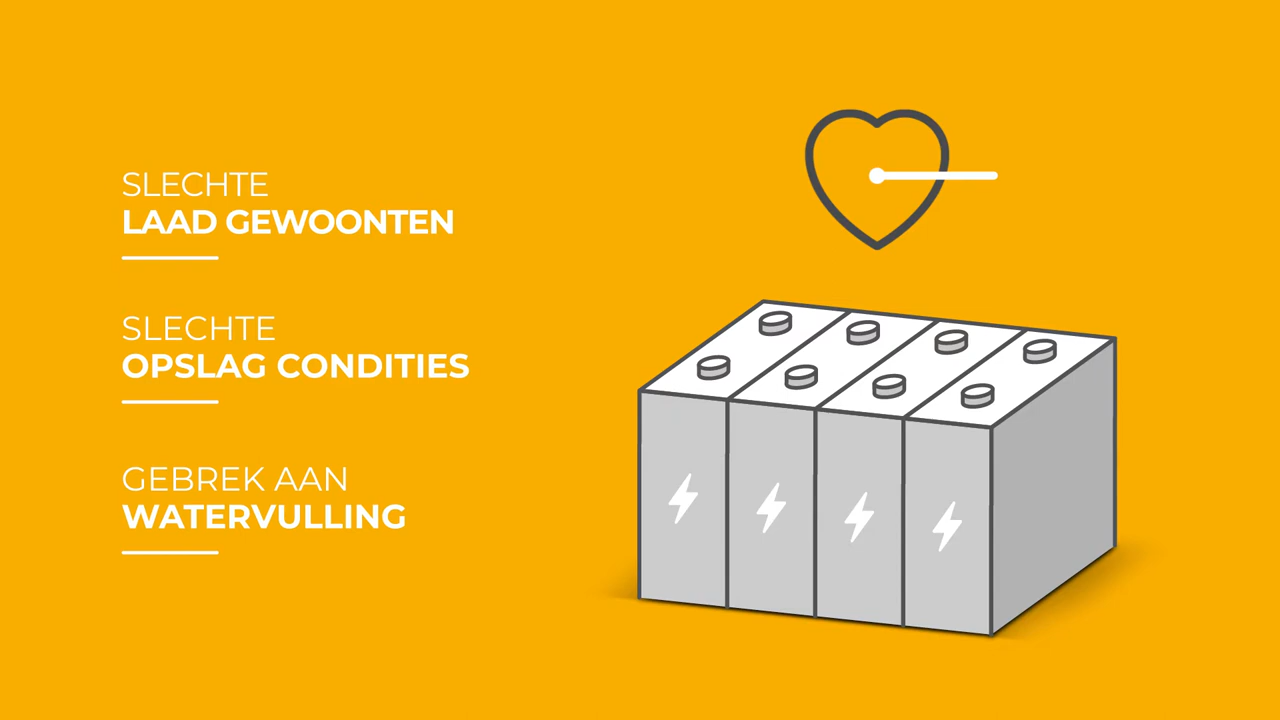 SLECHTE
LAAD GEWOONTEN
SLECHTE
OPSLAG CONDITIES
GEBREK AAN
WATERVULLING